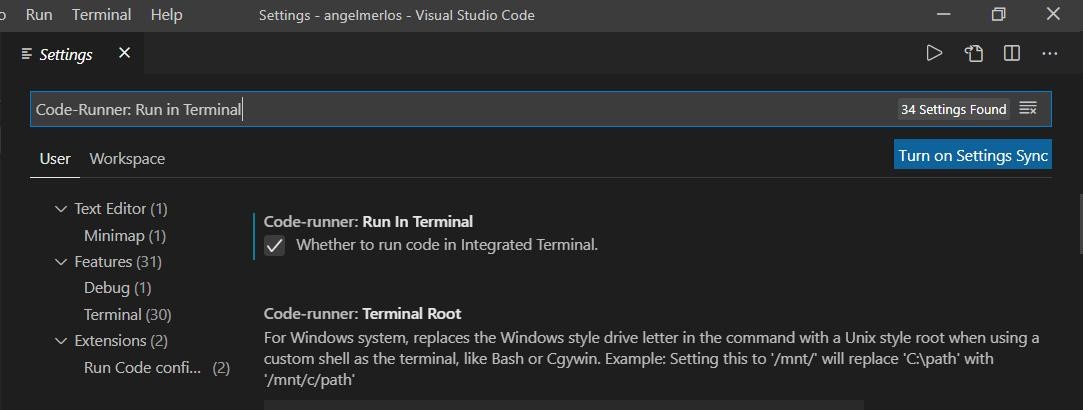 Run Terminal Help Settings - angelmerlos - Visual Studio Code
Settings
Code-Runner: Run in Terminal 34 Settings Found
User Workspace Turn on Settings Sync
Text Editor (1)
Minimap (1)
Features (31)
Debug (1)
Terminal (30)
Extensions (2)
Run Code confi... (2)
Code-runner: Run In Terminal
Whether to run code in Integrated Terminal.
Code-runner: Terminal Root
For Windows system, replaces the Windows style drive letter in the command with a Unix style root when using a
custom shell as the terminal, like Bash or Cgywin. Example: Setting this to '/mnt/' will replace 'C:\path' with
'/mnt/c/path'